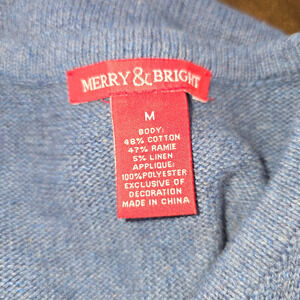 MERRY & BRIGHT
M
BODY:
48% COTTON
47% RAMIE
5% LINEN
APPLIQUE:
100%POLYESTER
EXCLUSIVE OF
DECORATION
MADE IN CHINA